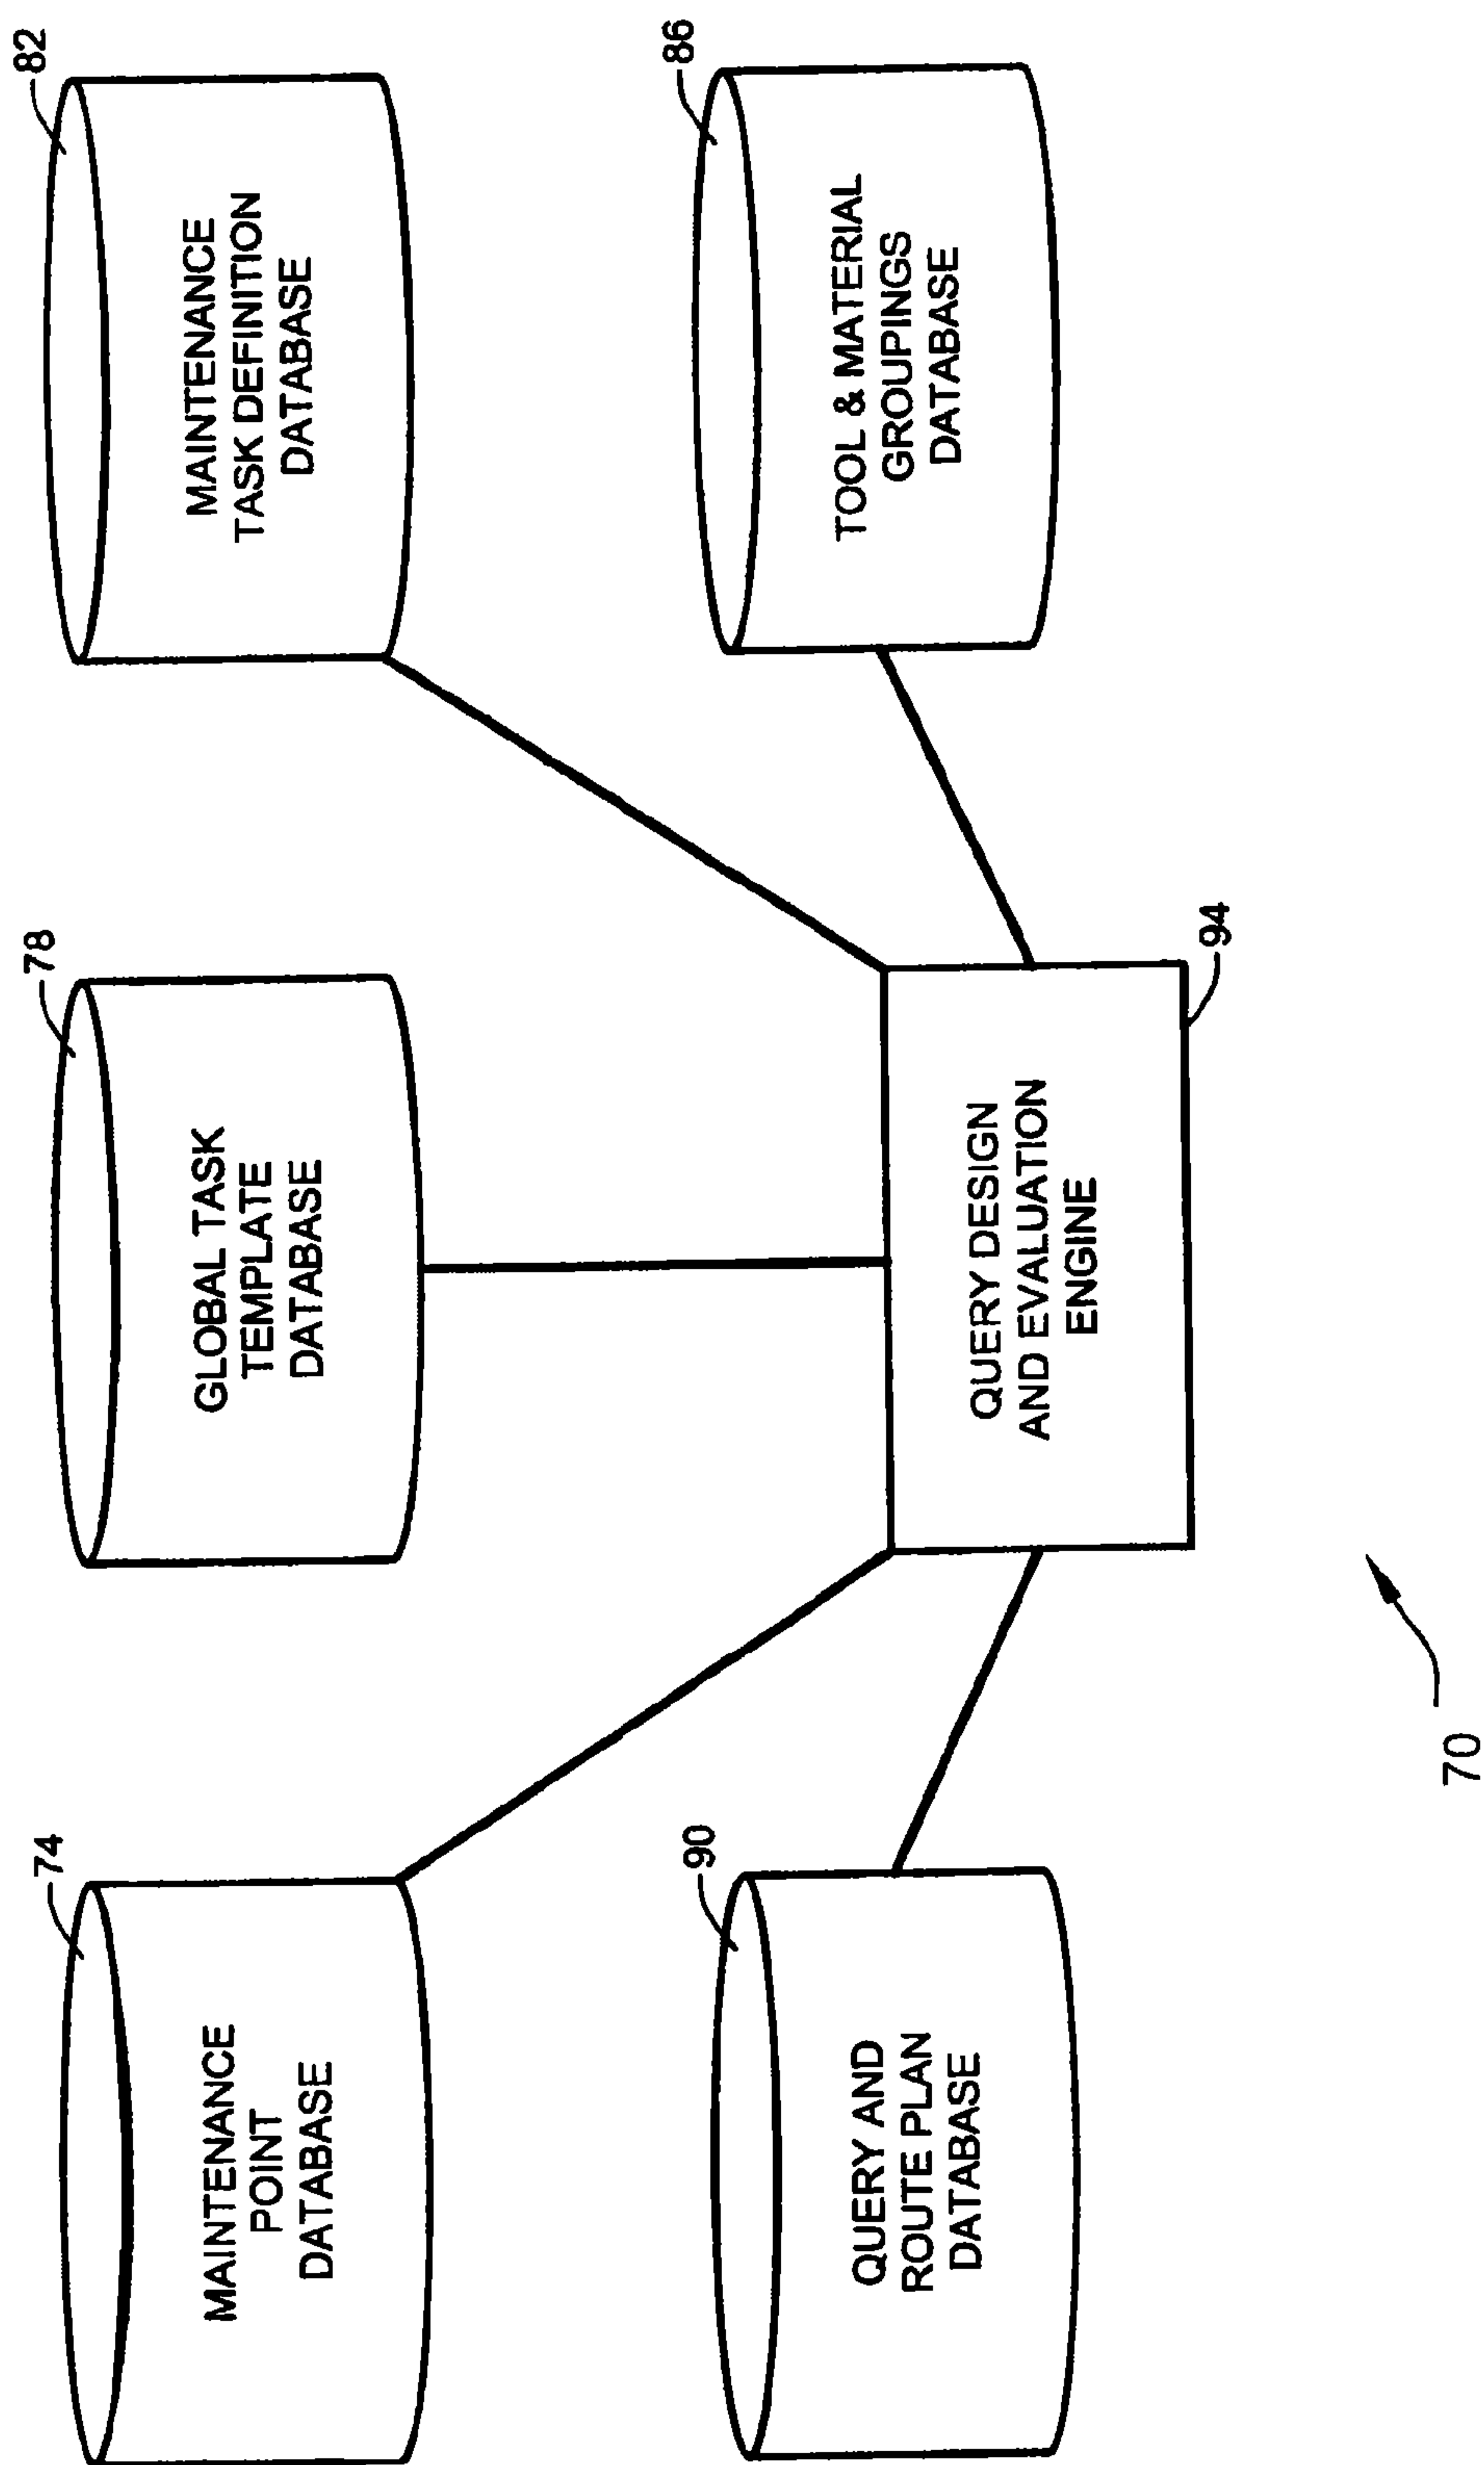 74
MAINTENANCE
POINT
DATABASE
78
GLOBAL TASK
TEMPLATE
DATABASE
82
MAINTENANCE
TASK DEFINITION
DATABASE
90
QUERY AND
ROUTE PLAN
DATABASE
86
TOOL & MATERIAL
GROUPINGS
DATABASE
QUERY DESIGN
AND EVALUATION
ENGINE
94
70